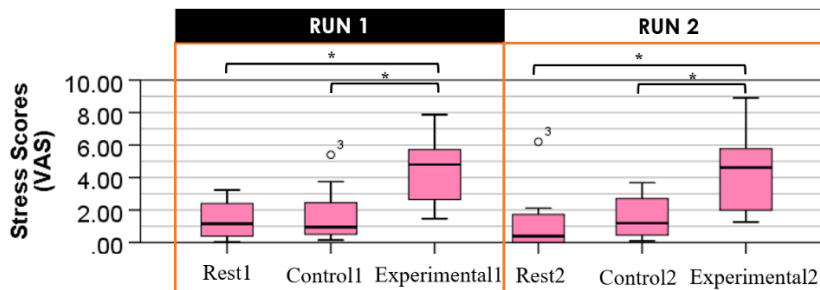 RUN 1
RUN 2
*
*
*
*
Stress Scores
(VAS)
10.00
8.00
6.00
4.00
2.00
.00
3
3
Rest1
Control1
Experimental1
Rest2
Control2
Experimental2